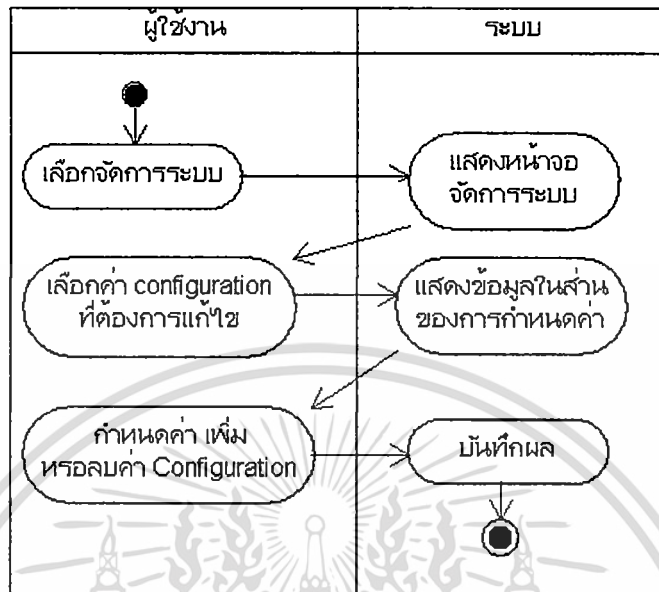 ผู้ใช้งาน
ระบบ
เลือกจัดการระบบ
แสดงหน้าจอ
จัดการระบบ
เลือกค่า configuration
ที่ต้องการแก้ไข
แสดงข้อมูลในส่วน
ของการกำหนดค่า
กำหนดค่า เพิ่ม
หรือลบค่า Configuration
บันทึกผล